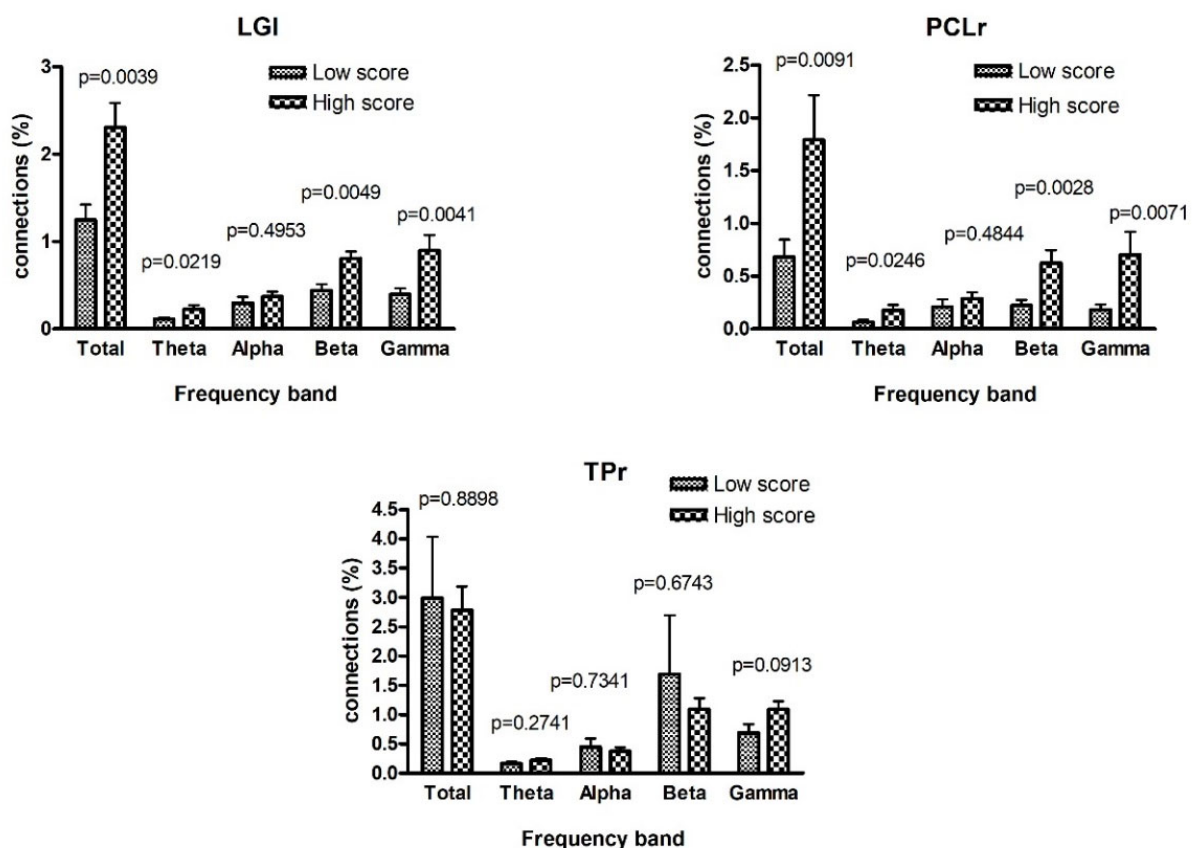 LGl
Low score
High score
p=0.0039
p=0.0219
p=0.4953
p=0.0049
p=0.0041
connections (%)
3
2
1
0
Total Theta Alpha Beta Gamma
Frequency band
PCLr
Low score
High score
p=0.0091
p=0.0246
p=0.4844
p=0.0028
p=0.0071
connections (%)
2.5
2.0
1.5
1.0
0.5
0.0
Total Theta Alpha Beta Gamma
Frequency band
TPr
Low score
High score
p=0.8898
p=0.2741
p=0.7341
p=0.6743
p=0.0913
connections (%)
4.5
4.0
3.5
3.0
2.5
2.0
1.5
1.0
0.5
0.0
Total Theta Alpha Beta Gamma
Frequency band